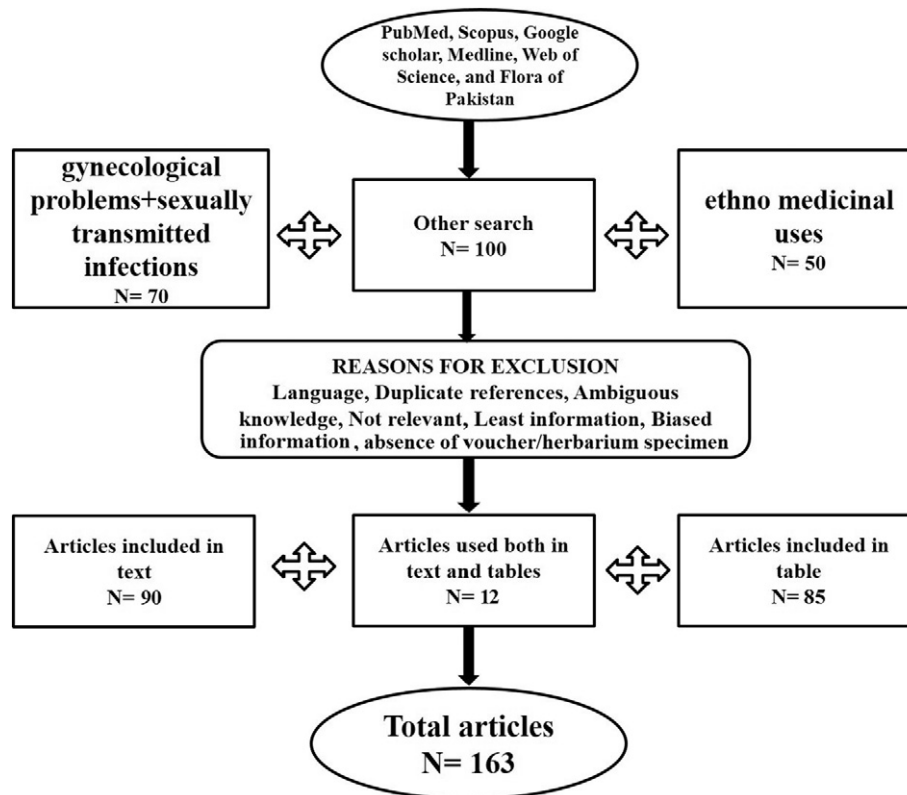 PubMed, Scopus, Google
scholar, Medline, Web of
Science, and Flora of
Pakistan
gynecological
problems+sexually
transmitted
infections
N= 70
Other search
N= 100
ethno medicinal
uses
N= 50
REASONS FOR EXCLUSION
Language, Duplicate references, Ambiguous
knowledge, Not relevant, Least information, Biased
information , absence of voucher/herbarium specimen
Articles included in
text
N= 90
Articles used both in
text and tables
N= 12
Articles included in
table
N= 85
Total articles
N= 163